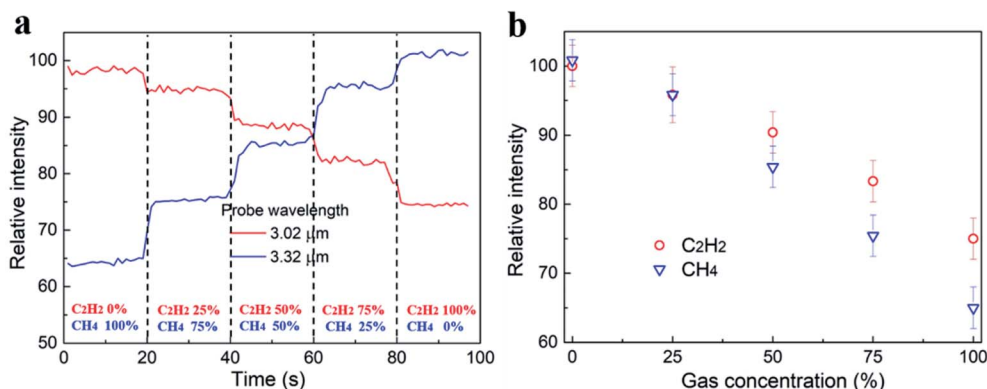 a
Relative intensity
100
90
80
70
60
50
Probe wavelength
3.02 μm
3.32 μm
C2H2 0% C2H2 25% C2H2 50% C2H2 75% C2H2 100%
CH4 100% CH4 75% CH4 50% CH4 25% CH4 0%
0 20 40 60 80 100
Time (s)
b
Relative intensity
100
90
80
70
60
C2H2
CH4
0 25 50 75 100
Gas concentration (%)